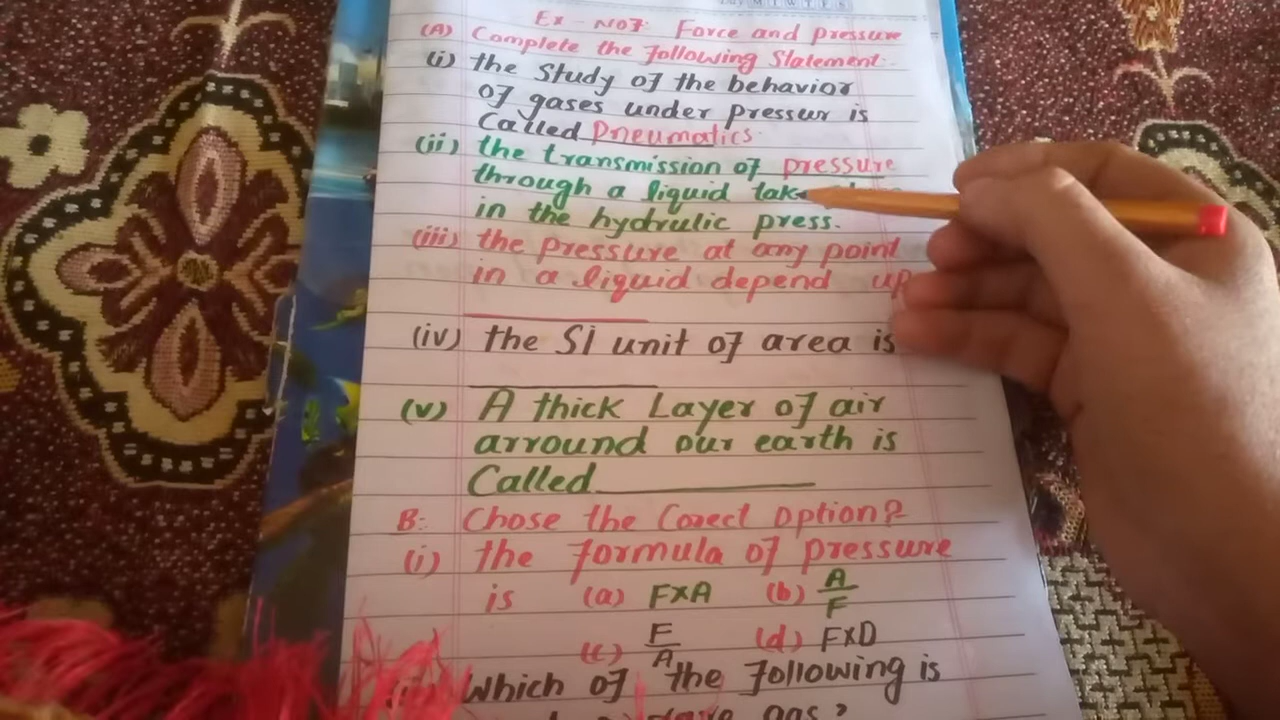 M T W T F S
Ex - NO7: Force and pressure
(A) Complete the following Statement:-
(i) the Study of the behavior
of gases under pressur is
Called Pneumatics.
(ii) the transmission of pressure
through a liquid
in the hydrulic press.
(iii) the pressure at any point
in a liquid depend up
(iv) the SI unit of area is
(v) A thick Layer of air
arround our earth is
Called
B:- Chose the Corect option?
(i) the formula of pressure
is (a) F×A (b) A/F
(c) F/A (d) F×D
Which of the following is
gas?